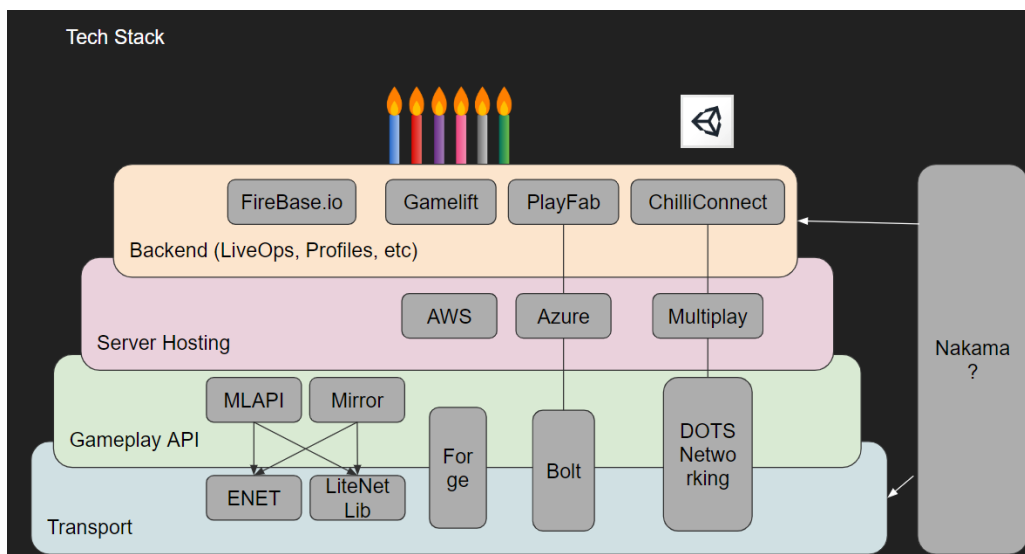 Tech Stack
FireBase.io
Gamelift
PlayFab
ChilliConnect
Backend (LiveOps, Profiles, etc)
AWS
Azure
Multiplay
Server Hosting
Nakama
?
MLAPI
Mirror
Gameplay API
For
ge
Bolt
DOTS
Netwo
rking
ENET
LiteNet
Lib
Transport